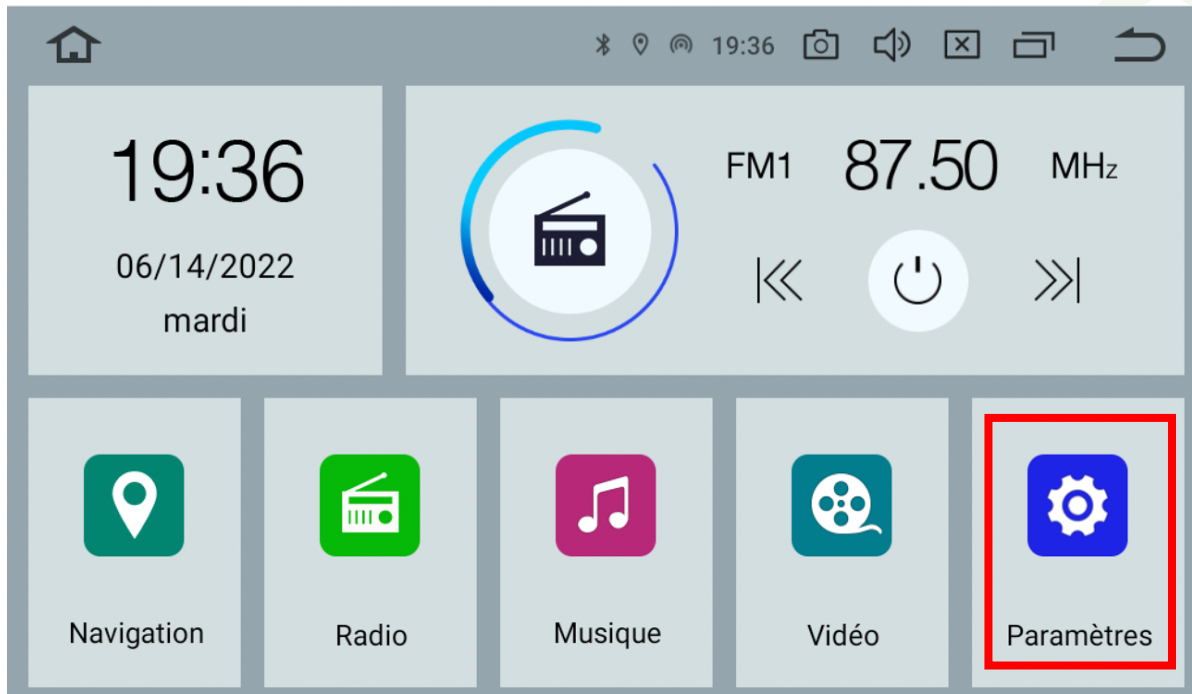 19:36
19:36
06/14/2022
mardi
FM1 87.50 MHz
Navigation
Radio
Musique
Vidéo
Paramètres